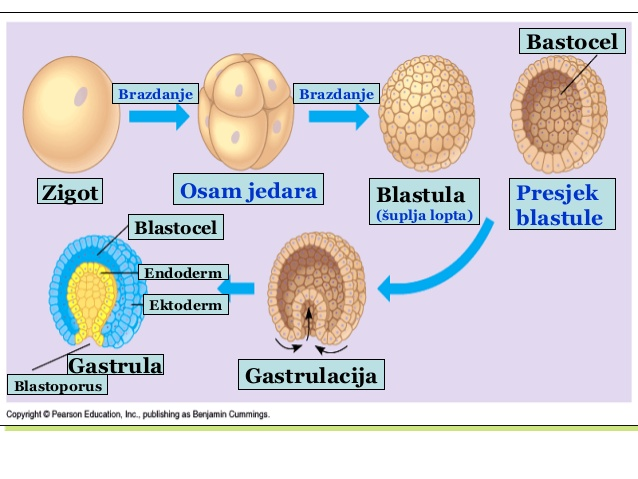 Bastocel
Brazdanje
Brazdanje
Zigot
Osam jedara
Blastula
(šuplja lopta)
Presjek
blastule
Blastocel
Endoderm
Ektoderm
Gastrula
Blastoporus
Gastrulacija
Copyright © Pearson Education, Inc., publishing as Benjamin Cummings.